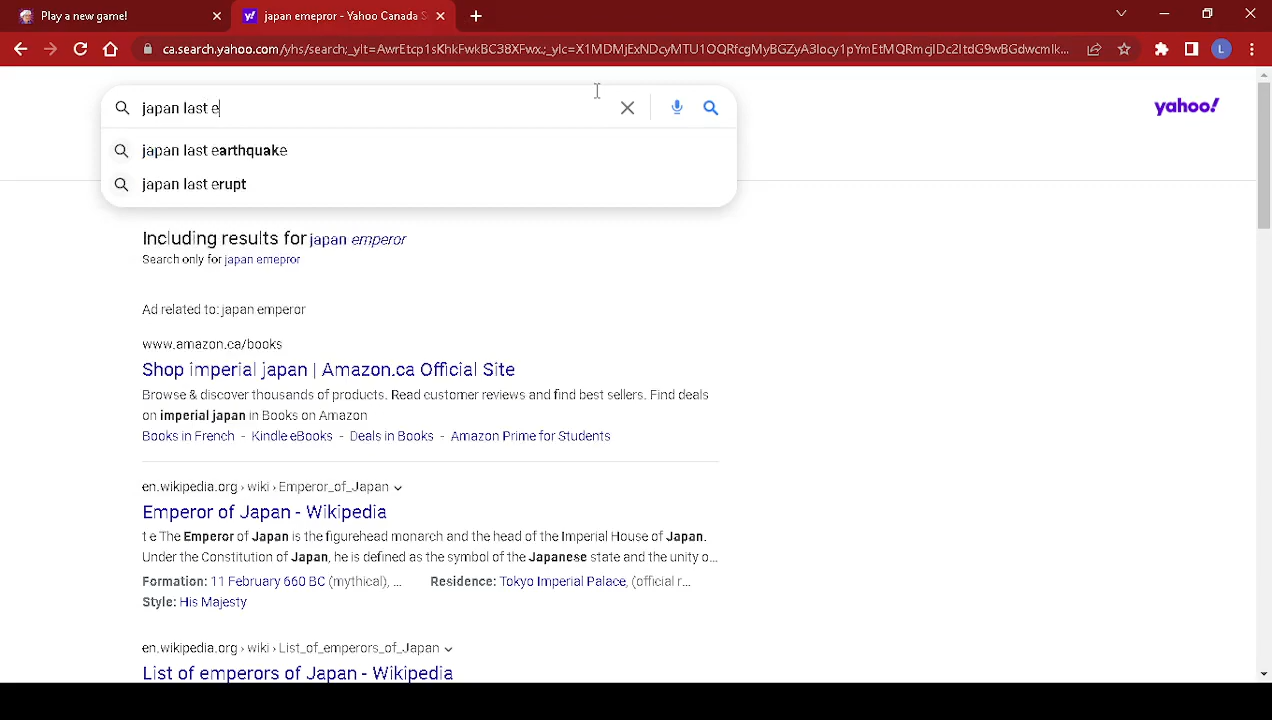 Play a new game!
japan emepror - Yahoo Canada S
ca.search.yahoo.com/yhs/search;_ylt=AwrEtcp1sKhkFwkBC38XFwx.;_ylc=X1MDMjExNDcyMTU1OQRfcgMyBGZyA3locy1pYmEtMQRmcjIDc2ItdG9wBGdwcmlk...
L
japan last e
yahoo!
japan last earthquake
japan last erupt
Including results for japan emperor
Search only for japan emepror
Ad related to: japan emperor
www.amazon.ca/books
Shop imperial japan | Amazon.ca Official Site
Browse & discover thousands of products. Read customer reviews and find best sellers. Find deals
on imperial japan in Books on Amazon
Books in French - Kindle eBooks - Deals in Books - Amazon Prime for Students
en.wikipedia.org › wiki › Emperor_of_Japan
Emperor of Japan - Wikipedia
t e The Emperor of Japan is the figurehead monarch and the head of the Imperial House of Japan.
Under the Constitution of Japan, he is defined as the symbol of the Japanese state and the unity o...
Formation: 11 February 660 BC (mythical), ... Residence: Tokyo Imperial Palace, (official r...
Style: His Majesty
en.wikipedia.org › wiki › List_of_emperors_of_Japan
List of emperors of Japan - Wikipedia